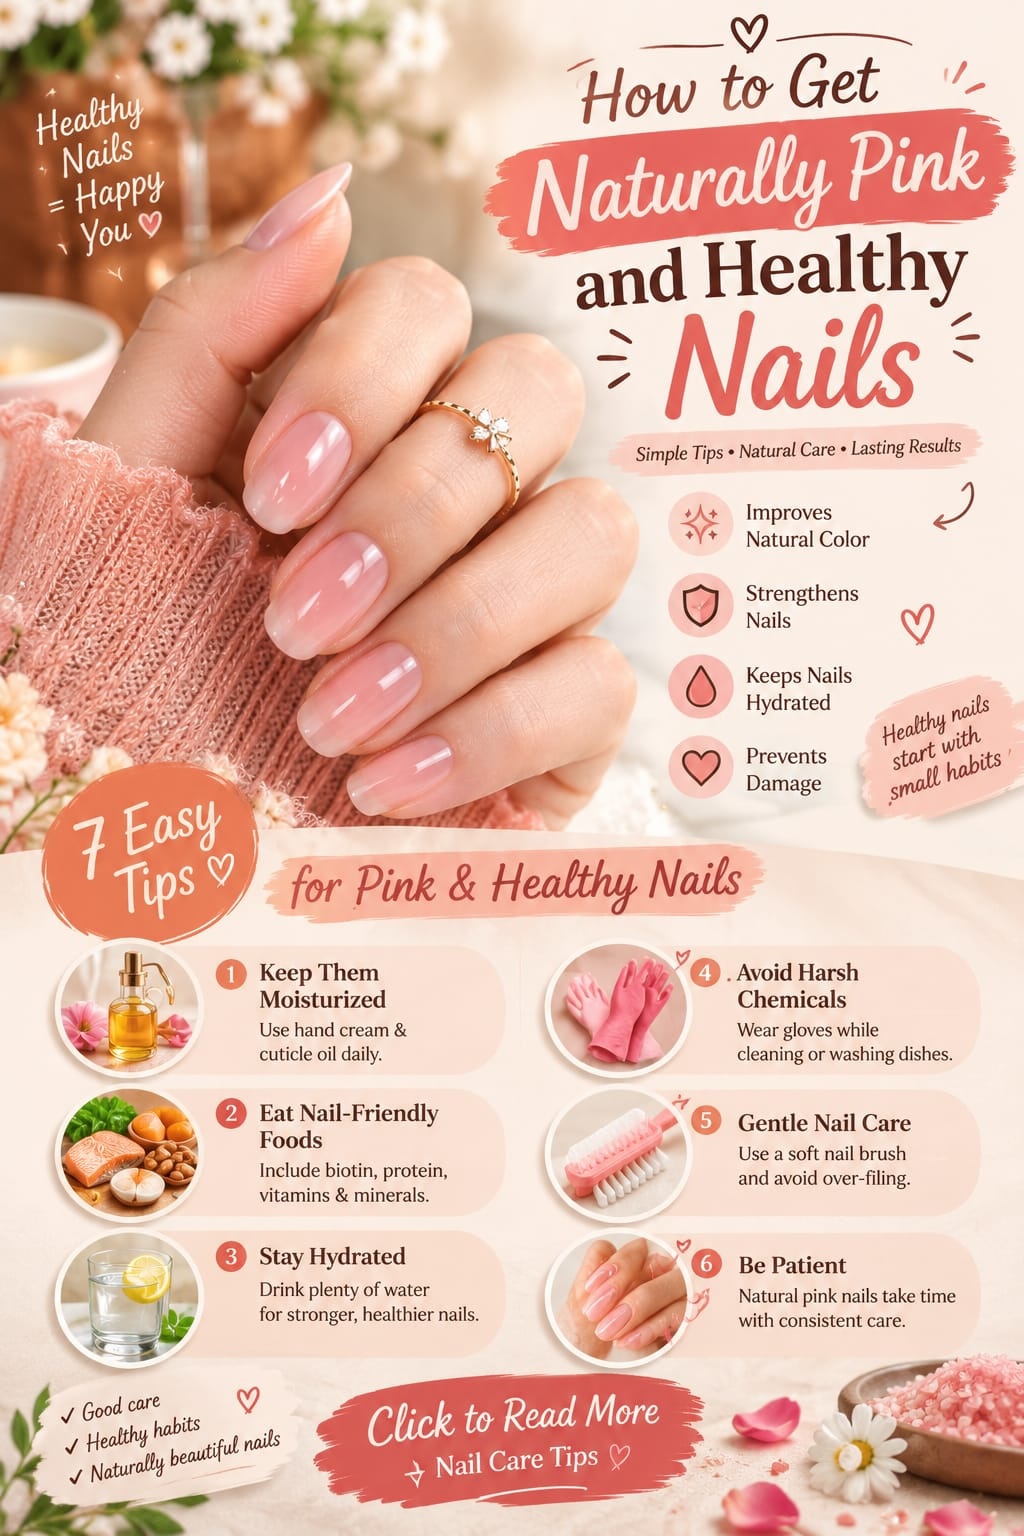 Healthy
Nails
= Happy
You
How to Get
Naturally Pink
and Healthy
Nails
Simple Tips • Natural Care • Lasting Results
Improves
Natural Color
Strengthens
Nails
Keeps Nails
Hydrated
Prevents
Damage
Healthy nails
start with
small habits
7 Easy
Tips
for Pink & Healthy Nails
1 Keep Them
Moisturized
Use hand cream &
cuticle oil daily.
2 Eat Nail-Friendly
Foods
Include biotin, protein,
vitamins & minerals.
3 Stay Hydrated
Drink plenty of water
for stronger, healthier nails.
4 Avoid Harsh
Chemicals
Wear gloves while
cleaning or washing dishes.
5 Gentle Nail Care
Use a soft nail brush
and avoid over-filing.
6 Be Patient
Natural pink nails take time
with consistent care.
✓ Good care
✓ Healthy habits
✓ Naturally beautiful nails
Click to Read More
Nail Care Tips